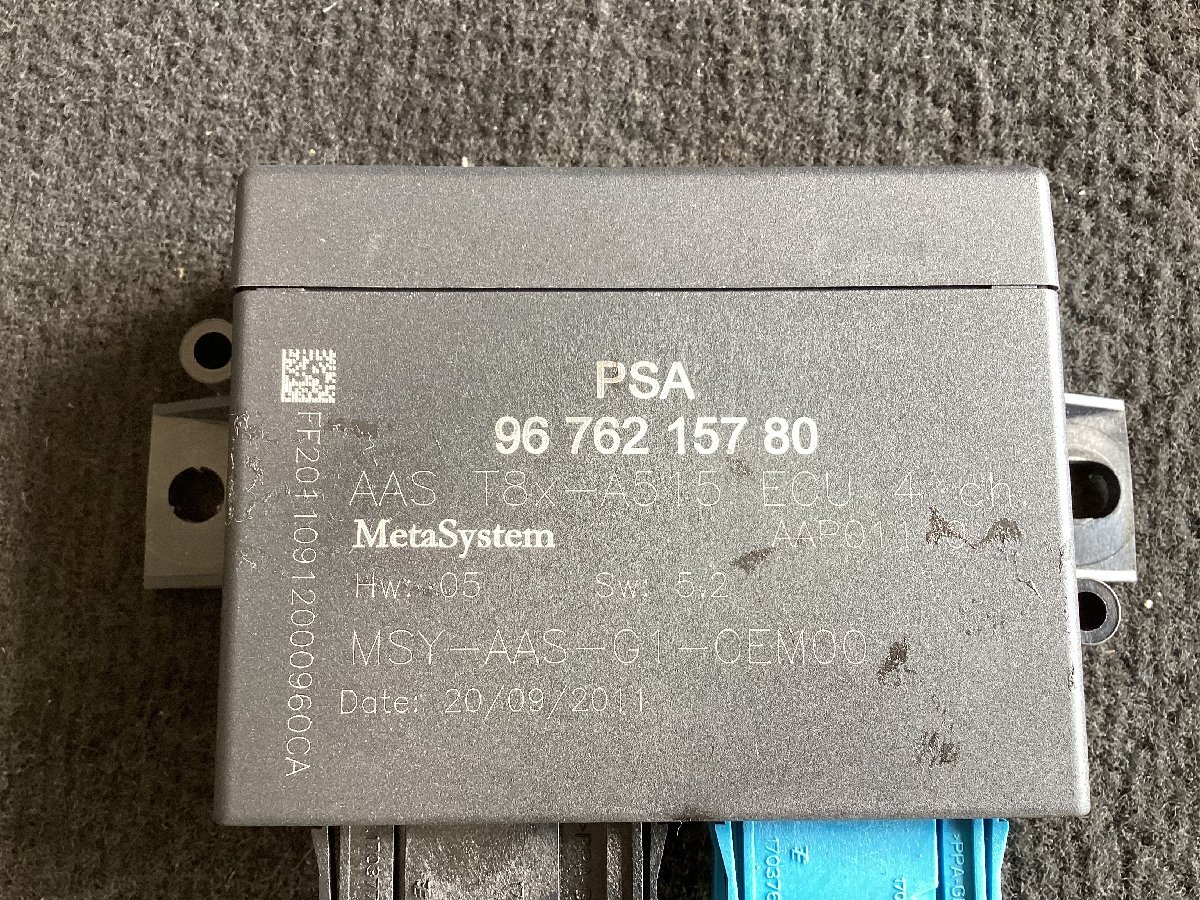 PSA
96 762 157 80
AAS T8x-A515 ECU 4 ch
MetaSystem
Hw: 05 Sw: 5.2
MSY-AAS-G1-CEM00
Date: 20/09/2011
FF20110912000960CA